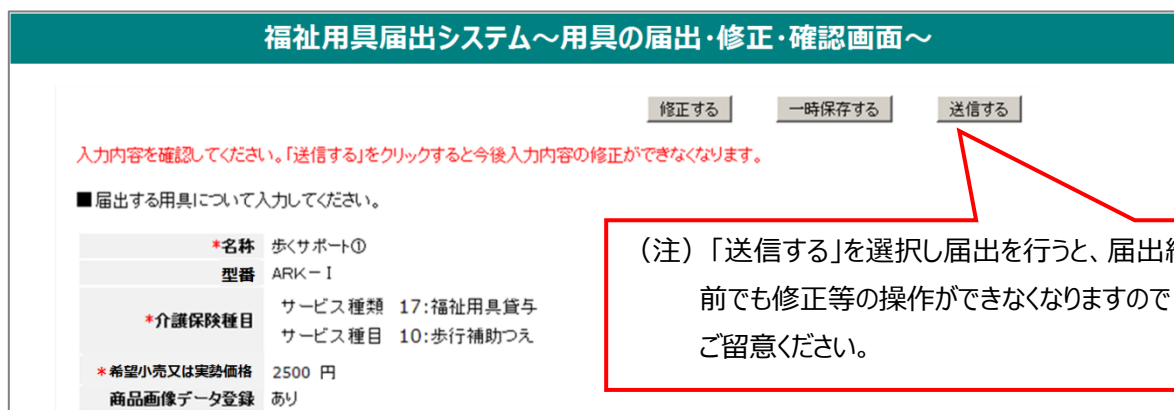 福祉用具届出システム～用具の届出・修正・確認画面～
修正する 一時保存する 送信する
入力内容を確認してください。「送信する」をクリックすると今後入力内容の修正ができなくなります。
■届出する用具について入力してください。
*名称 歩くサポート①
型番 ARK－Ⅰ
*介護保険種目 サービス種類 17:福祉用具貸与
サービス種目 10:歩行補助つえ
*希望小売又は実勢価格 2500 円
商品画像データ登録 あり
（注）「送信する」を選択し届出を行うと、届出
前でも修正等の操作ができなくなりますので
ご留意ください。